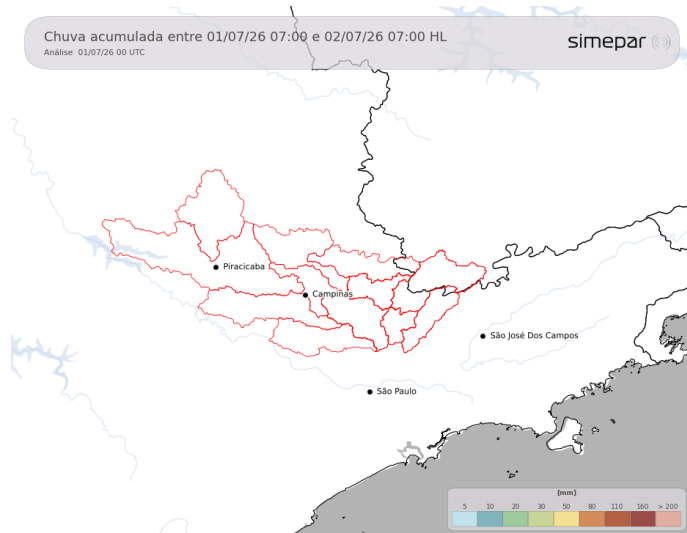 Chuva acumulada entre 01/07/26 07:00 e 02/07/26 07:00 HL
Análise 01/07/26 00 UTC
simepar
Piracicaba
Campinas
São José Dos Campos
São Paulo
[mm]
5 10 20 30 50 80 110 160 > 200